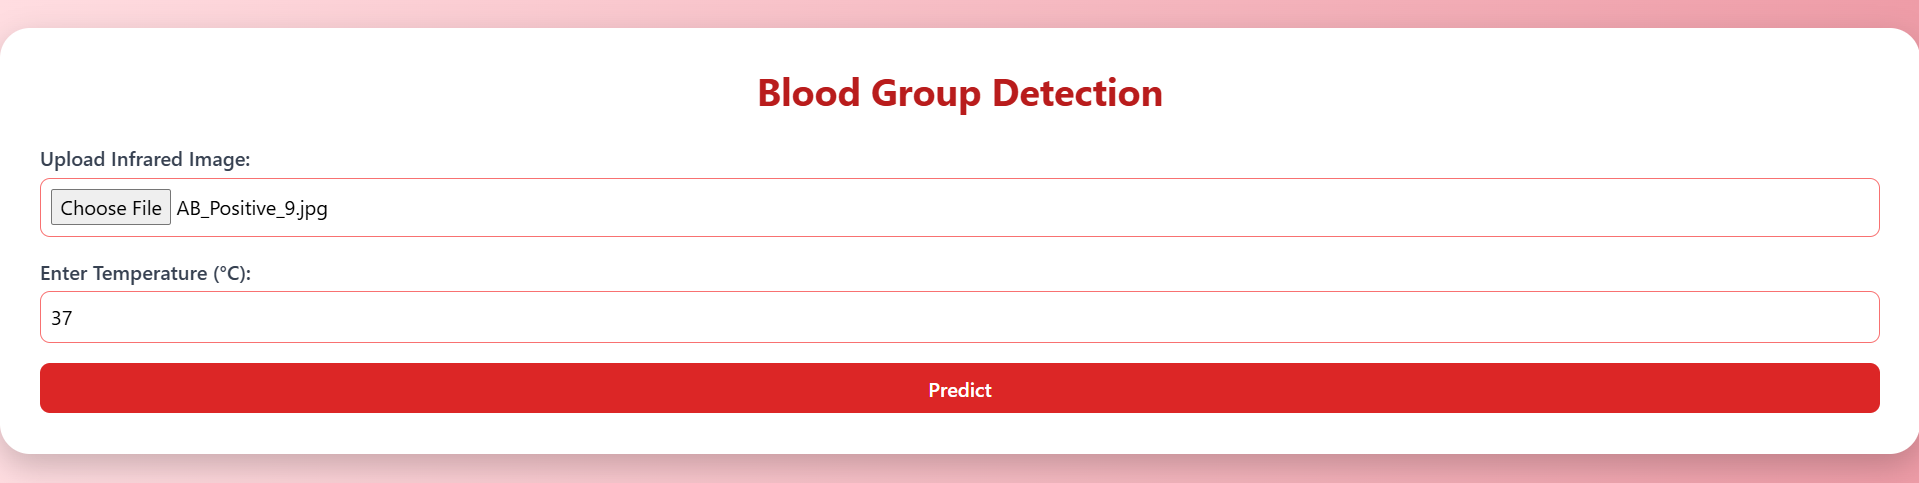 Blood Group Detection
Upload Infrared Image:
Choose File AB_Positive_9.jpg
Enter Temperature (°C):
37
Predict